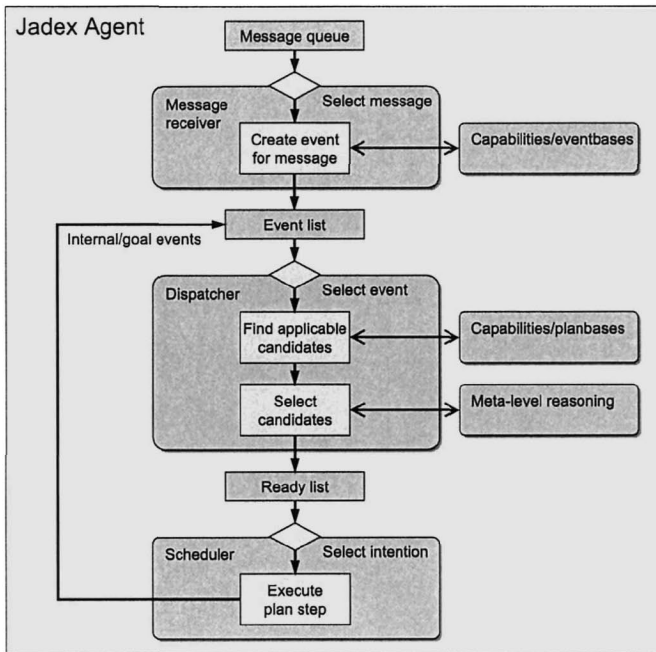 Jadex Agent
Message queue
Message
receiver
Select message
Create event
for message
Capabilities/eventbases
Internal/goal events
Event list
Dispatcher
Select event
Find applicable
candidates
Capabilities/planbases
Select
candidates
Meta-level reasoning
Ready list
Scheduler
Select intention
Execute
plan step